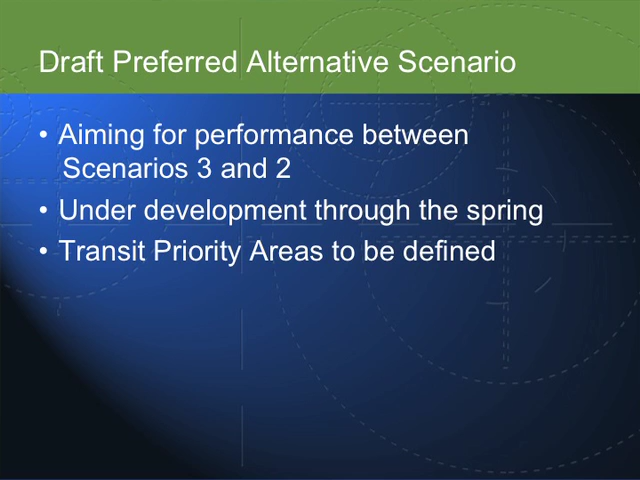 Draft Preferred Alternative Scenario
• Aiming for performance between
Scenarios 3 and 2
• Under development through the spring
• Transit Priority Areas to be defined